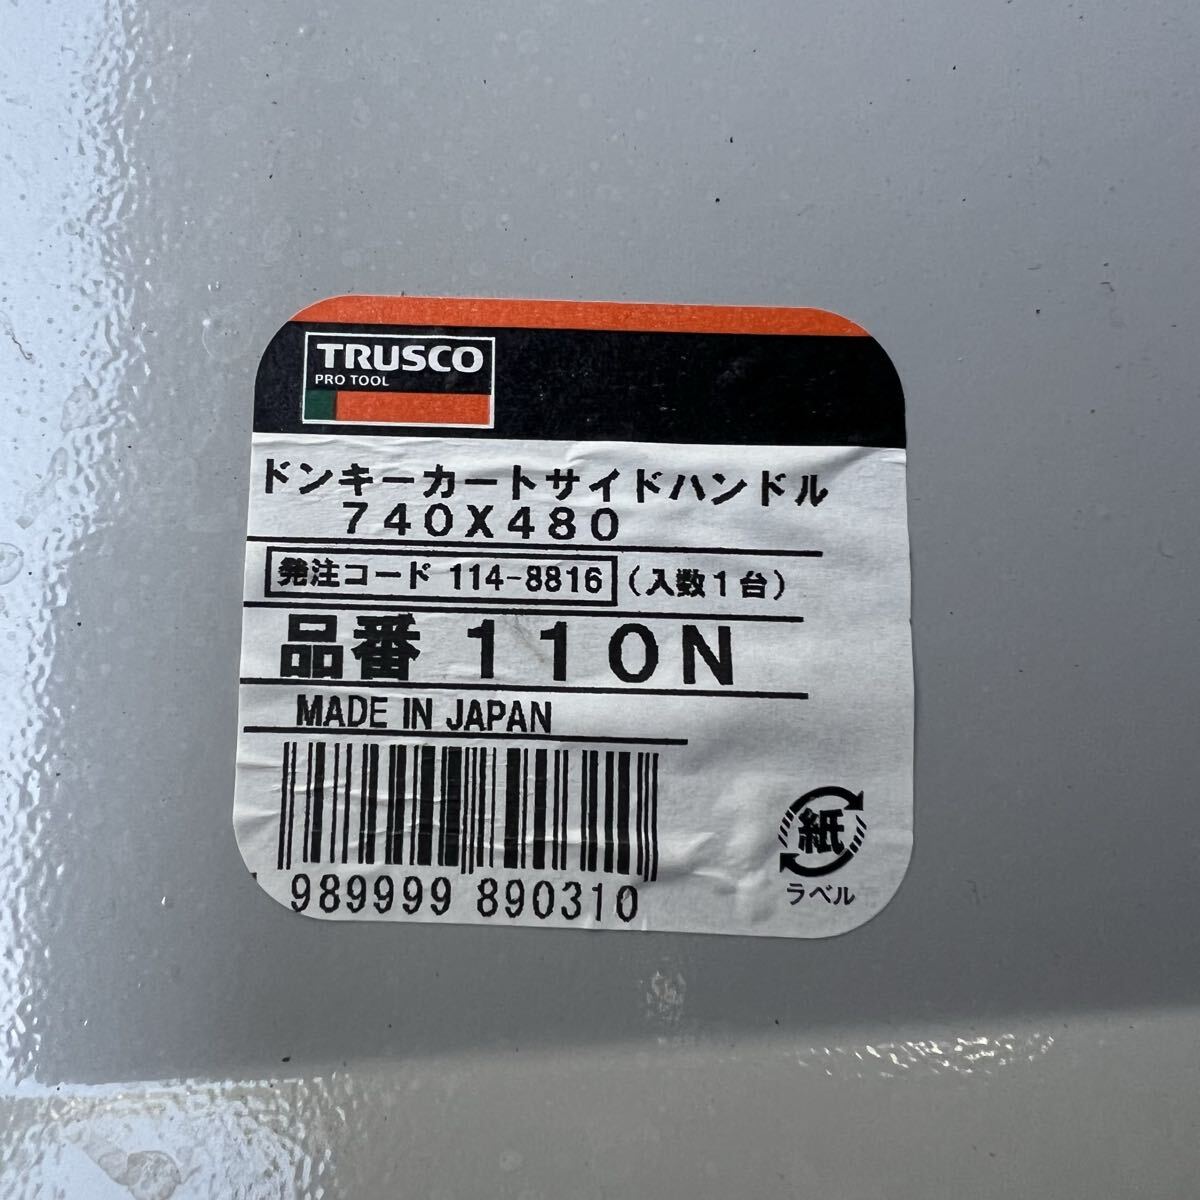 TRUSCO
PRO TOOL
ドンキーカートサイドハンドル
740X480
発注コード 114-8816 (入数1台)
品番 110N
MADE IN JAPAN
989999 890310
紙
ラベル